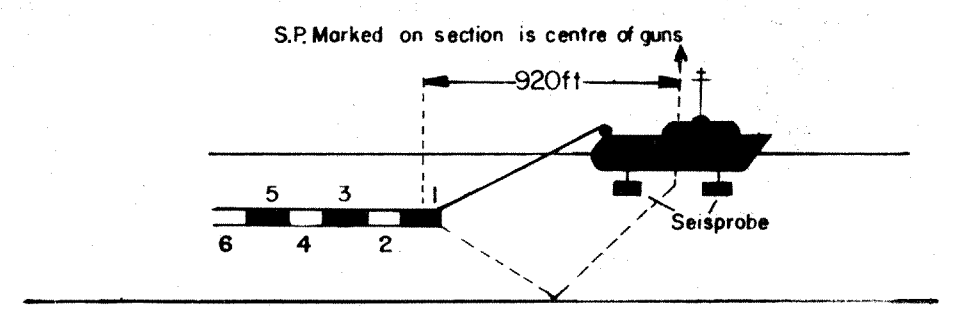 S.P. Marked on section is centre of guns
920ft
5 3 1
6 4 2
Seisprobe